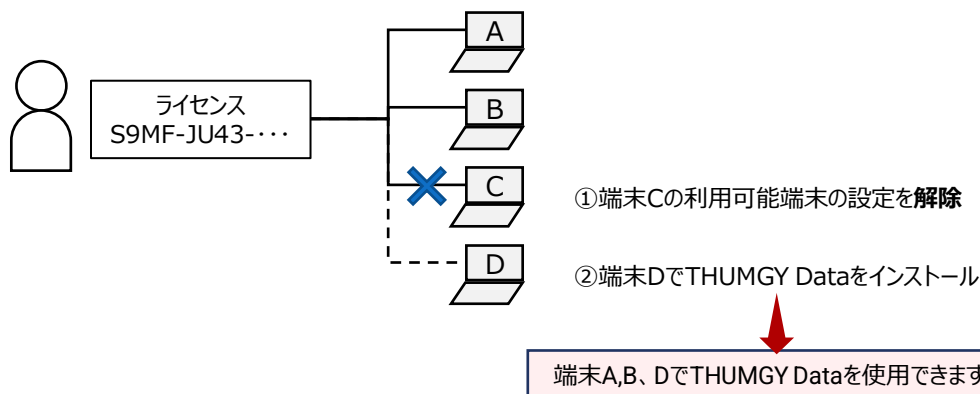 A
ライセンス
S9MF-JU43-･･･
B
C
①端末Cの利用可能端末の設定を解除
D
②端末DでTHUMGY Dataをインストール
端末A,B、DでTHUMGY Dataを使用できます